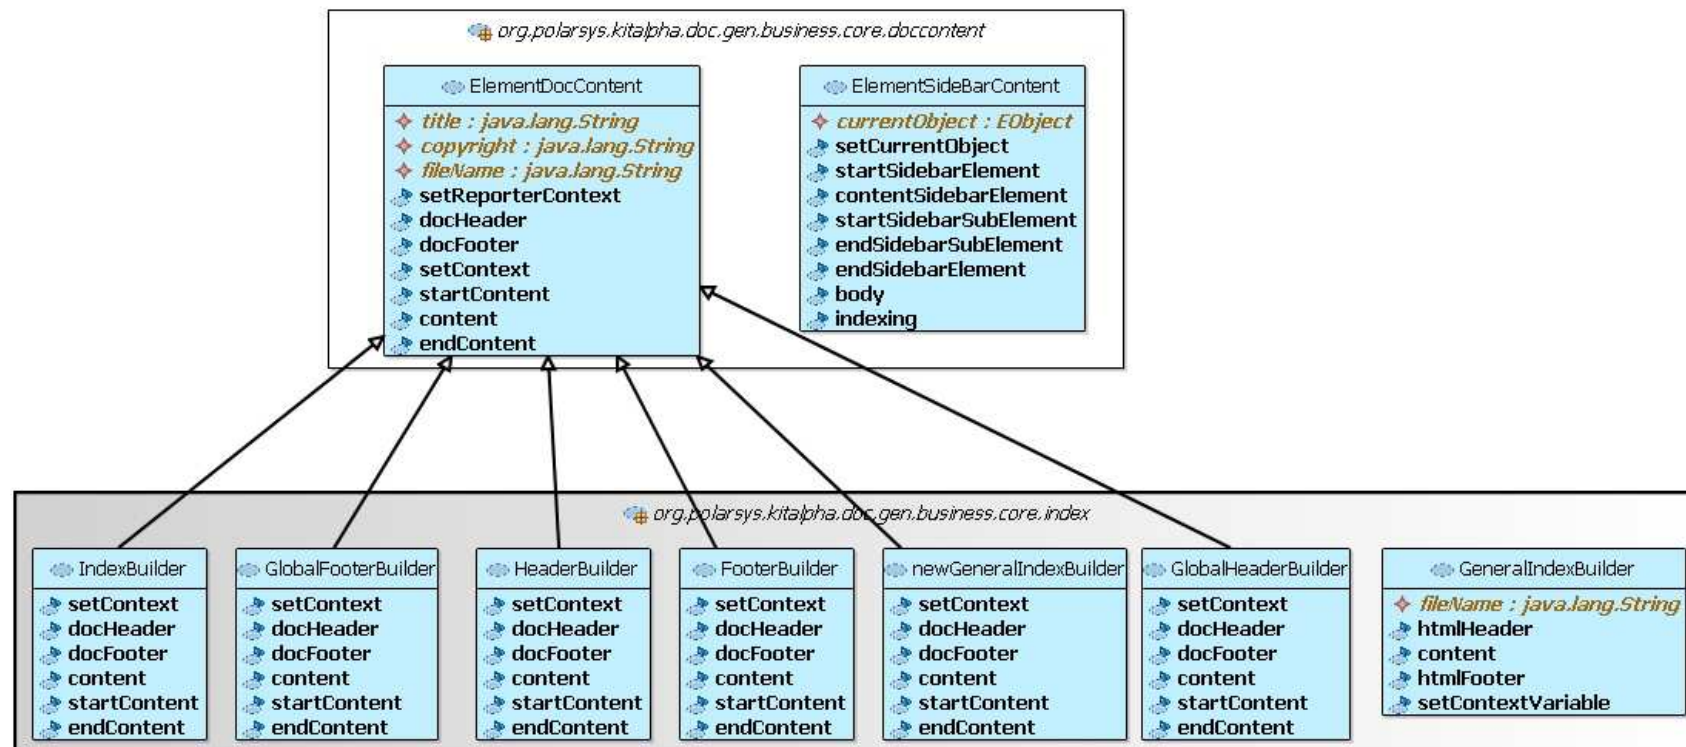 org.polarsys.kitalpha.doc.gen.business.core.doccontent
ElementDocContent
title : java.lang.String
copyright : java.lang.String
fileName : java.lang.String
setReporterContext
docHeader
docFooter
setContext
startContent
content
endContent
ElementSideBarContent
currentObject : EObject
setCurrentObject
startSidebarElement
contentSidebarElement
startSidebarSubElement
endSidebarSubElement
endSidebarElement
body
indexing
org.polarsys.kitalpha.doc.gen.business.core.index
IndexBuilder
setContext
docHeader
docFooter
content
startContent
endContent
GlobalFooterBuilder
setContext
docHeader
docFooter
content
startContent
endContent
HeaderBuilder
setContext
docHeader
docFooter
content
startContent
endContent
FooterBuilder
setContext
docHeader
docFooter
content
startContent
endContent
newGeneralIndexBuilder
setContext
docHeader
docFooter
content
startContent
endContent
GlobalHeaderBuilder
setContext
docHeader
docFooter
content
startContent
endContent
GeneralIndexBuilder
fileName : java.lang.String
htmlHeader
content
htmlFooter
setContextVariable